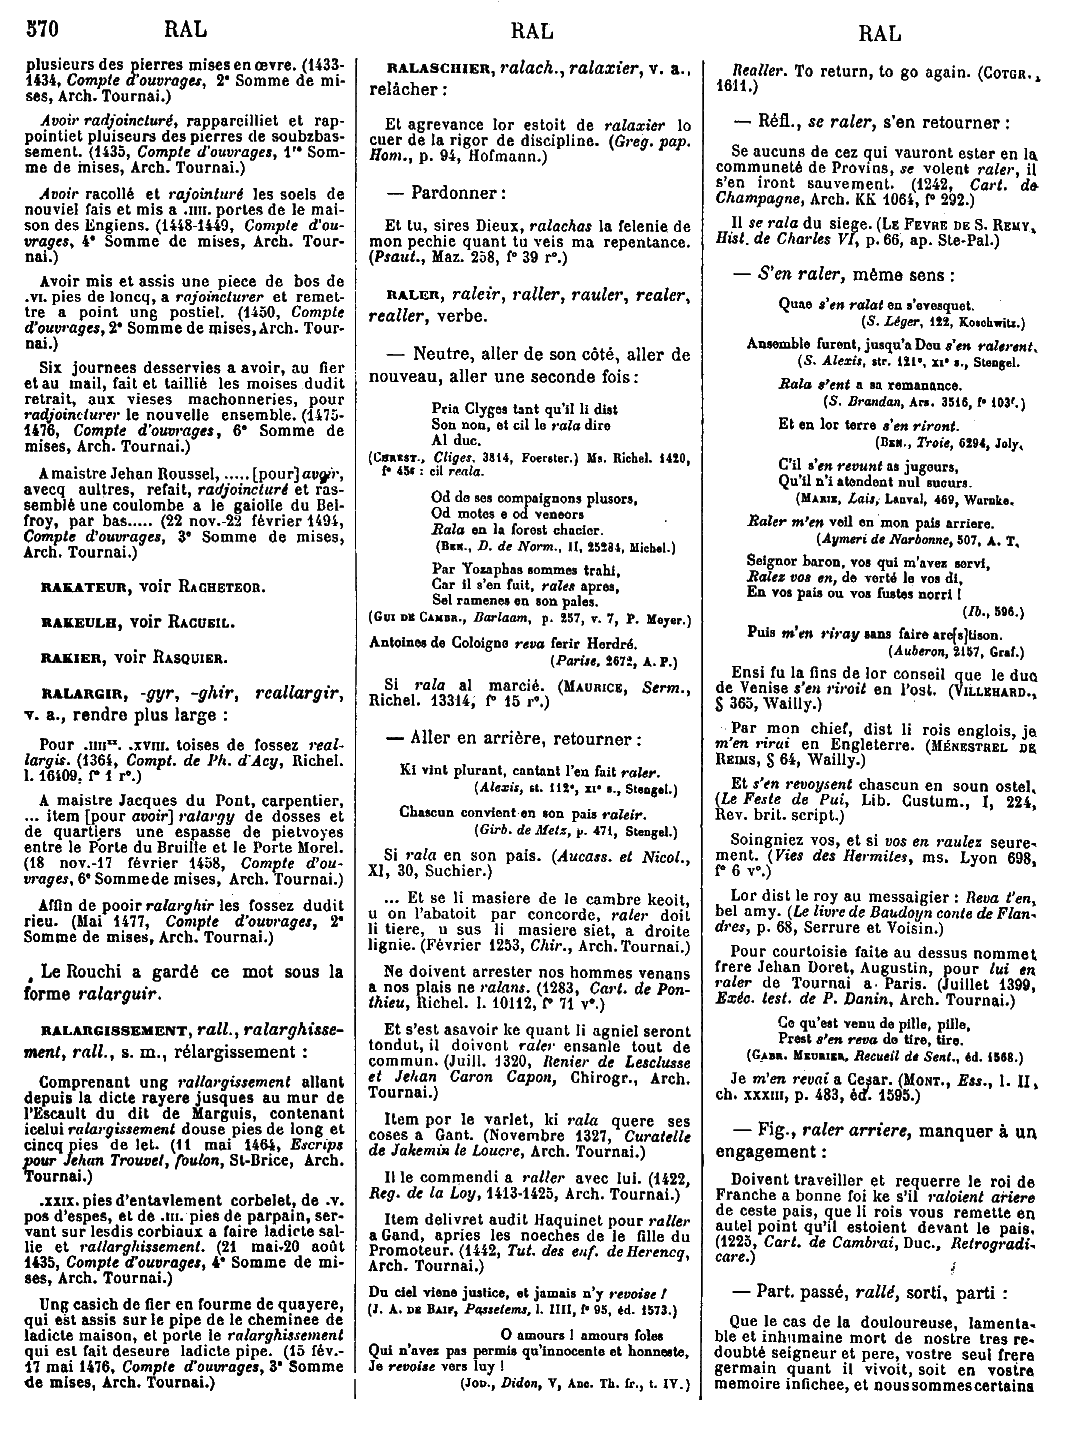 570 RAL RAL RAL
plusieurs des pierres mises en œvre. (1433-
1434, Compte d'ouvrages, 2e Somme de mi-
ses, Arch. Tournai.)
Avoir radjoincturé, rappareilliet et rap-
pointiet pluiseurs des pierres de soubzbas-
sement. (1435, Compte d'ouvrages, 1re Som-
me de mises, Arch. Tournai.)
Avoir racollé et rajointuré les soels de
nouviel fais et mis a .IIII. portes de le mai-
son des Engiens. (1448-1449, Compte d'ou-
vrages, 4e Somme de mises, Arch. Tour-
nai.)
Avoir mis et assis une piece de bos de
.VI. pies de loncq, a rajoincturer et remet-
tre a point ung postiel. (1450, Compte
d'ouvrages, 2e Somme de mises, Arch. Tour-
nai.)
Six journees desservies a avoir, au fier
et au mail, fait et taillié les moises dudit
retrait, aux vieses machonneries, pour
radjoincturer le nouvelle ensemble. (1475-
1476, Compte d'ouvrages, 6e Somme de
mises, Arch. Tournai.)
A maistre Jehan Roussel, ..... [pour] avoir,
avecq aultres, refait, radjoincturé et ras-
semblé une coulombe a le gaiolle du Bel-
froy, par bas..... (22 nov.-22 février 1494,
Compte d'ouvrages, 3e Somme de mises,
Arch. Tournai.)
RAKATEUR, voir RACHETEOR.
RAKEULH, voir RACUEIL.
RAKIER, voir RASQUIER.
RALARGIR, -gyr, -ghir, reallargir,
v. a., rendre plus large :
Pour .IIIIxx. .XVIII. toises de fossez real-
largis. (1364, Compt. de Ph. d'Acy, Richel.
l. 16409, f° 1 r°.)
A maistre Jacques du Pont, carpentier,
... item [pour avoir] ralargy de dosses et
de quartiers une espasse de pietvoyes
entre le Porte du Bruille et le Porte Morel.
(18 nov.-17 février 1458, Compte d'ou-
vrages, 6e Somme de mises, Arch. Tournai.)
Affin de pooir ralarghir les fossez dudit
rieu. (Mai 1477, Compte d'ouvrages, 2e
Somme de mises, Arch. Tournai.)
Le Rouchi a gardé ce mot sous la
forme ralarguir.
RALARGISSEMENT, rall., ralarghisse-
ment, rall., s. m., rélargissement :
Comprenant ung rallargissement allant
depuis la dicte rayere jusques au mur de
l'Escault du dit de Marguis, contenant
icelui ralargissement douse pies de long et
cincq pies de let. (11 mai 1464, Escrips
pour Jehan Trouvet, foulon, St-Brice, Arch.
Tournai.)
.XXIX. pies d'entavlement corbelet, de .V.
pos d'espes, et de .III. pies de parpain, ser-
vant sur lesdis corbiaux a faire ladicte sal-
lie et rallarghissement. (21 mai-20 août
1435, Compte d'ouvrages, 4e Somme de mi-
ses, Arch. Tournai.)
Ung casich de fier en fourme de quayere,
qui est assis sur le pipe de le cheminee de
ladicte maison, et porte le ralarghissement
qui est fait deseure ladicte pipe. (15 fév.-
17 mai 1476, Compte d'ouvrages, 3e Somme
de mises, Arch. Tournai.)
RALASCHIER, ralach., ralaxier, v. a.,
relâcher :
Et agrevance lor estoit de ralaxier lo
cuer de la rigor de discipline. (Greg. pap.
Hom., p. 94, Hofmann.)
— Pardonner :
Et tu, sires Dieux, ralachas la felenie de
mon pechie quant tu veis ma repentance.
(Psaut., Maz. 258, f° 39 r°.)
RALER, raleir, raller, rauler, realer,
realler, verbe.
— Neutre, aller de son côté, aller de
nouveau, aller une seconde fois :
Pria Clyges tant qu'il li dist
Son non, et cil le rala dire
Al duc.
(CHREST., Cliges, 3814, Foerster.) Ms. Richel. 1420,
f° 45c : cil reala.
Od de ses compaignons plusors,
Od motes e od veneors
Rala en la forest chacier.
(BEN., D. de Norm., II, 25284, Michel.)
Par Yozaphas sommes trahi,
Car il s'en fuit, rales apres,
Sel ramenes en son pales.
(GUI DE CAMBR., Barlaam, p. 257, v. 7, P. Meyer.)
Antoines de Coloigne reva ferir Herdré.
(Parise, 2672, A. P.)
Si rala al marcié. (MAURICE, Serm.,
Richel. 13314, f° 15 r°.)
— Aller en arrière, retourner :
Ki vint plurant, cantant l'en fait raler.
(Alexis, st. 112e, XIe s., Stengel.)
Chascun convient en son pais raleir.
(Girb. de Metz, p. 471, Stengel.)
Si rala en son pais. (Aucass. et Nicol.,
XI, 30, Suchier.)
... Et se li masiere de le cambre keoit,
u on l'abatoit par concorde, raler doit
li tiere, u sus li masiere siet, a droite
lignie. (Février 1253, Chir., Arch. Tournai.)
Ne doivent arrester nos hommes venans
a nos plais ne ralans. (1283, Cart. de Pon-
thieu, Richel. l. 10112, f° 71 v°.)
Et s'est asavoir ke quant li agniel seront
tondut, il doivent raler ensanle tout de
commun. (Juill. 1320, Renier de Lesclusse
et Jehan Caron Capon, Chirogr., Arch.
Tournai.)
Item por le varlet, ki rala quere ses
coses a Gant. (Novembre 1327, Curatelle
de Jakemin le Loucre, Arch. Tournai.)
Il le commendi a raller avec lui. (1422,
Reg. de la Loy, 1413-1425, Arch. Tournai.)
Item delivret audit Haquinet pour raller
a Gand, apries les noeches de le fille du
Promoteur. (1442, Tut. des enf. de Herencq,
Arch. Tournai.)
Du ciel viene justice, et jamais n'y revoise !
(J. A. DE BAIF, Passetems, l. IIII, f° 95, éd. 1573.)
O amours ! amours foles
Qui n'avez pas permis qu'innocente et honneste,
Je revoise vers luy !
(JOD., Didon, V, Anc. Th. fr., t. IV.)
Realler. To return, to go again. (COTGR.,
1611.)
— Réfl., se raler, s'en retourner :
Se aucuns de cez qui vauront ester en la
communeté de Provins, se volent raler, il
s'en iront sauvement. (1242, Cart. de
Champagne, Arch. KK 1064, f° 292.)
Il se rala du siege. (LE FEVRE DE S. REMY,
Hist. de Charles VI, p. 66, ap. Ste-Pal.)
— S'en raler, même sens :
Quae s'en ralat en s'evesquet.
(S. Léger, 122, Koschwitz.)
Ansemble furent, jusqu'a Deu s'en ralerent.
(S. Alexis, str. 121e, XIe s., Stengel.
Rala s'ent a sa remanance.
(S. Brandan, Ars. 3516, f° 103f.)
Et en lor terre s'en riront.
(BEN., Troie, 6294, Joly.
C'il s'en revunt as jugeurs,
Qu'il n'i atendent nul sucurs.
(MARIE, Lais, Lanval, 469, Warnke.
Raler m'en veil en mon pais arriere.
(Aymeri de Narbonne, 507, A. T.
Seignor baron, vos qui m'avez servi,
Ralez vos en, de verté le vos di,
En vos pais ou vos fustes norri !
(Ib., 596.)
Puis m'en riray sans faire are[s]tison.
(Auberon, 2157, Graf.)
Ensi fu la fins de lor conseil que le duc
de Venise s'en riroit en l'ost. (VILLEHARD.,
§ 365, Wailly.)
Par mon chief, dist li rois englois, je
m'en rirai en Engleterre. (MÉNESTREL DE
REIMS, § 64, Wailly.)
Et s'en revoysent chascun en soun ostel.
(Le Feste de Pui, Lib. Custum., I, 224,
Rev. brit. script.)
Soingniez vos, et si vos en raulez seure-
ment. (Vies des Hermites, ms. Lyon 698,
f° 6 v°.)
Lor dist le roy au messaigier : Reva t'en,
bel amy. (Le livre de Baudoyn conte de Flan-
dres, p. 68, Serrure et Voisin.)
Pour courtoisie faite au dessus nommet
frere Jehan Doret, Augustin, pour lui en
raler de Tournai a Paris. (Juillet 1399,
Exéc. test. de P. Danin, Arch. Tournai.)
Ce qu'est venu de pille, pille,
Prest s'en reva de tire, tire.
(GABR. MEURIER, Recueil de Sent., éd. 1568.)
Je m'en revai a Cesar. (MONT., Ess., l. II,
ch. XXXIII, p. 483, éd. 1595.)
— Fig., raler arriere, manquer à un
engagement :
Doivent traveiller et requerre le roi de
Franche a bonne foi ke s'il raloient ariere
de ceste pais, que li rois vous remette en
autel point qu'il estoient devant le pais.
(1225, Cart. de Cambrai, Duc., Retrogradi-
care.)
— Part. passé, rallé, sorti, parti :
Que le cas de la douloureuse, lamenta-
ble et inhumaine mort de nostre tres re-
doubté seigneur et pere, vostre seul frere
germain quant il vivoit, soit en vostre
memoire infichee, et nous sommes certains